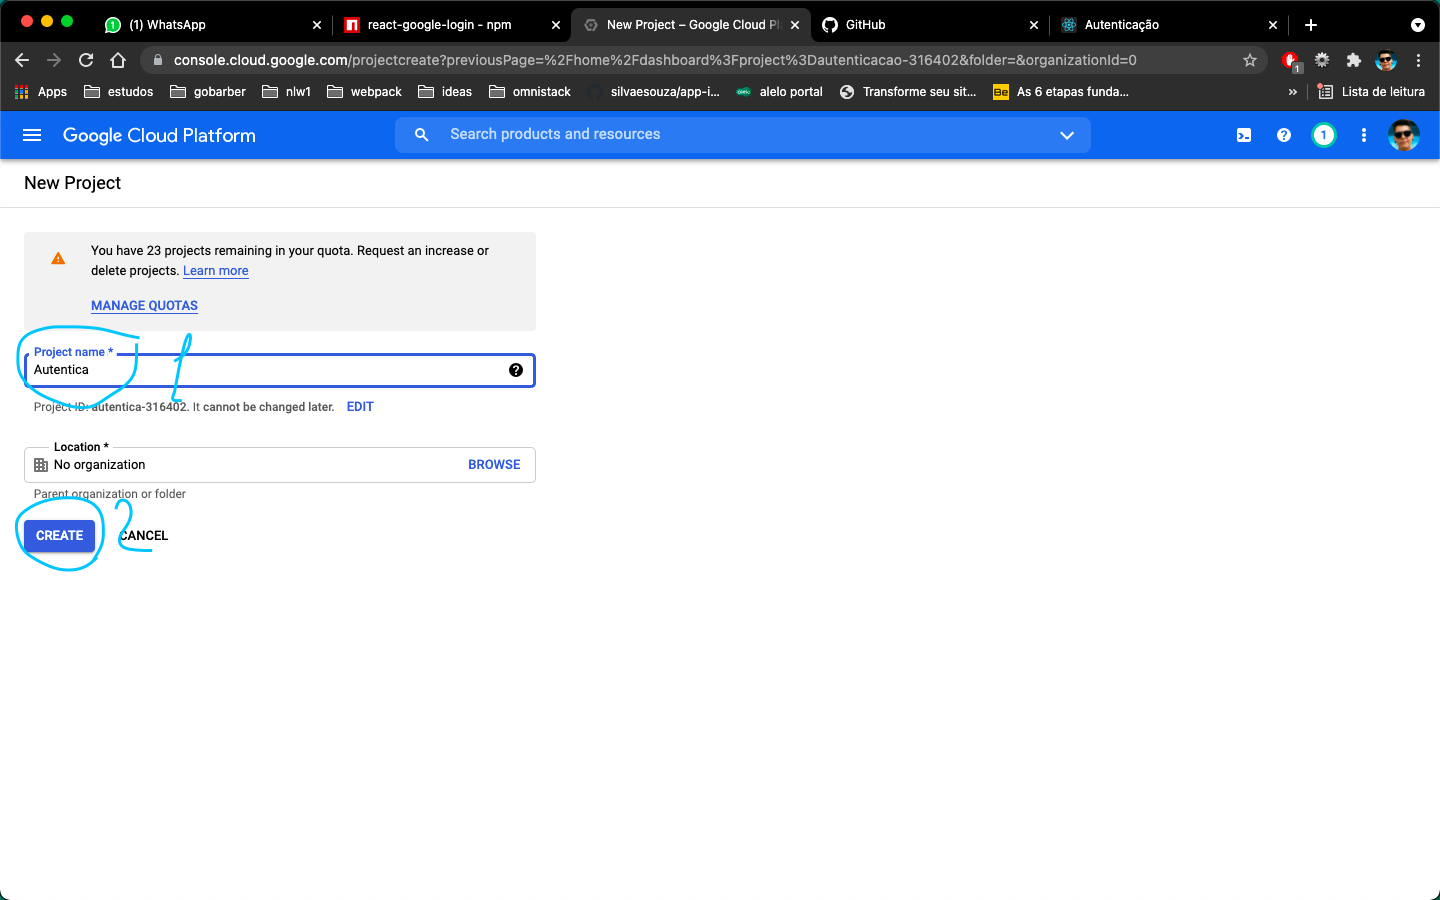 (1) WhatsApp
react-google-login - npm
New Project – Google Cloud Pl
GitHub
Autenticação
console.cloud.google.com/projectcreate?previousPage=%2Fhome%2Fdashboard%3Fproject%3Dautenticacao-316402&folder=&organizationId=0
1
Apps estudos gobarber nlw1 webpack ideas omnistack silvaesouza/app-i... alelo alelo portal Transforme seu sit... Be As 6 etapas funda... » Lista de leitura
Google Cloud Platform
Search products and resources
1
New Project
You have 23 projects remaining in your quota. Request an increase or
delete projects. Learn more
MANAGE QUOTAS
Project name *
Autentica
1
Project ID: autentica-316402. It cannot be changed later. EDIT
Location *
No organization BROWSE
Parent organization or folder
CREATE 2 CANCEL